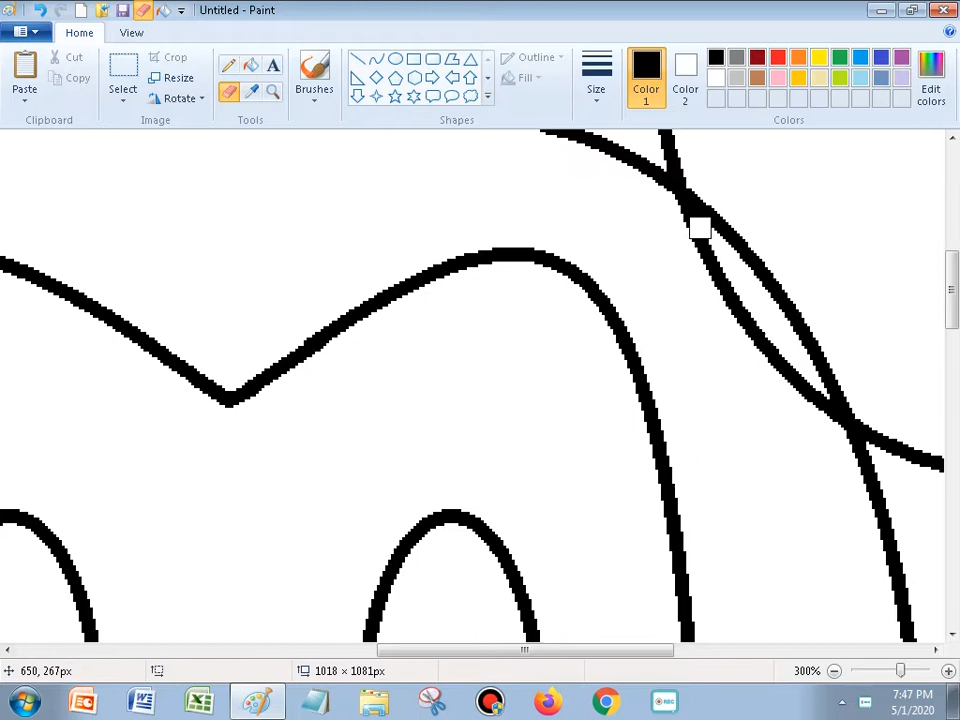 Untitled - Paint
Home View
Paste
Cut
Copy
Clipboard
Select
Crop
Resize
Rotate
Image
A
Tools
Brushes
Outline
Fill
Shapes
Size
Color 1
Color 2
Edit colors
Colors
650, 267px
1018 × 1081px
300%
REC
7:47 PM
5/1/2020